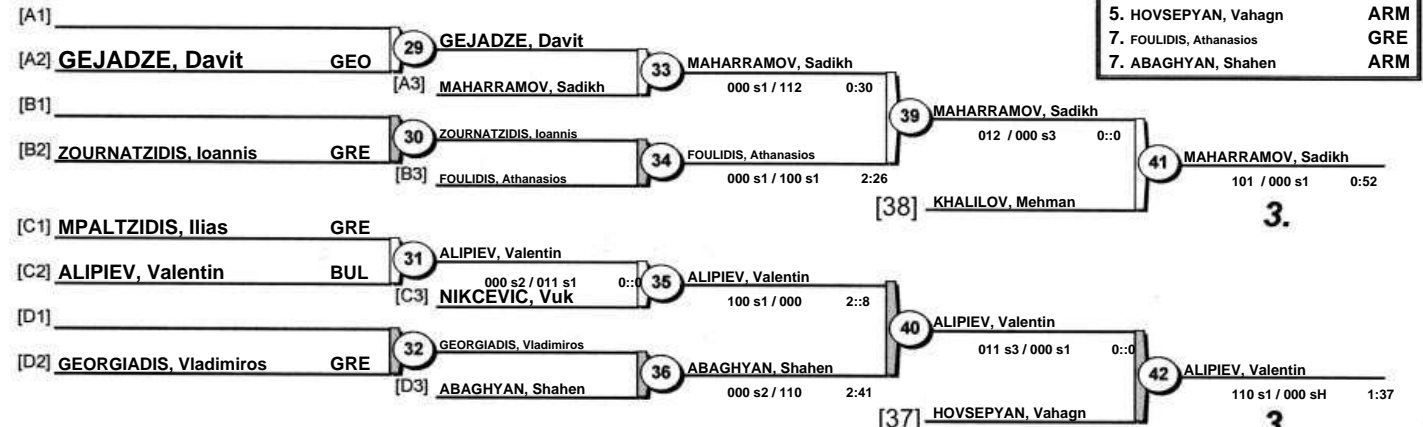 5. HOVSEPYAN, Vahagn ARM
7. FOULIDIS, Athanasios GRE
7. ABAGHYAN, Shahen ARM
[A1]
[A2] GEJADZE, Davit GEO
29
GEJADZE, Davit
[A3] MAHARRAMOV, Sadikh
33
MAHARRAMOV, Sadikh
000 s1 / 112 0:30
[B1]
[B2] ZOURNATZIDIS, Ioannis GRE
30
ZOURNATZIDIS, Ioannis
[B3] FOULIDIS, Athanasios
34
FOULIDIS, Athanasios
000 s1 / 100 s1 2:26
39
MAHARRAMOV, Sadikh
012 / 000 s3 0::0
[38] KHALILOV, Mehman
41
MAHARRAMOV, Sadikh
101 / 000 s1 0:52
3.
[C1] MPALTZIDIS, Ilias GRE
[C2] ALIPIEV, Valentin BUL
31
ALIPIEV, Valentin
000 s2 / 011 s1 0::0
[C3] NIKCEVIC, Vuk
35
ALIPIEV, Valentin
100 s1 / 000 2::8
[D1]
[D2] GEORGIADIS, Vladimiros GRE
32
GEORGIADIS, Vladimiros
[D3] ABAGHYAN, Shahen
36
ABAGHYAN, Shahen
000 s2 / 110 2:41
40
ALIPIEV, Valentin
011 s3 / 000 s1 0::0
[37] HOVSEPYAN, Vahagn
42
ALIPIEV, Valentin
110 s1 / 000 sH 1:37
3